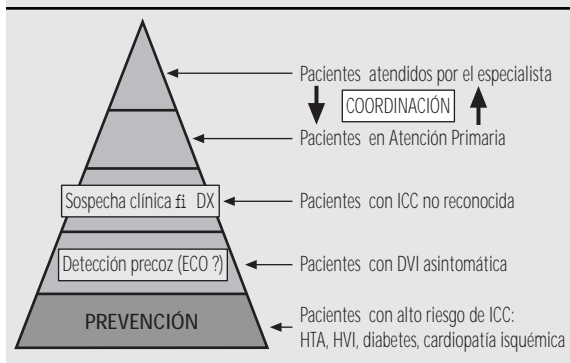 Pacientes atendidos por el especialista
COORDINACIÓN
Pacientes en Atención Primaria
Sospecha clínica fi DX
Pacientes con ICC no reconocida
Detección precoz (ECO ?)
Pacientes con DVI asintomática
PREVENCIÓN
Pacientes con alto riesgo de ICC:
HTA, HVI, diabetes, cardiopatía isquémica